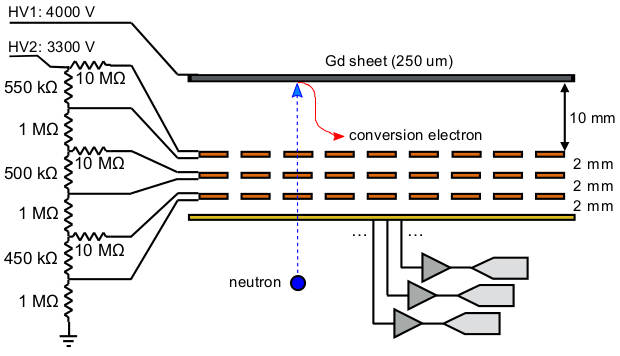 HV1: 4000 V
HV2: 3300 V
Gd sheet (250 um)
10 MΩ
550 kΩ
10 mm
1 MΩ
conversion electron
10 MΩ
2 mm
500 kΩ
2 mm
2 mm
1 MΩ
...
...
10 MΩ
450 kΩ
neutron
1 MΩ